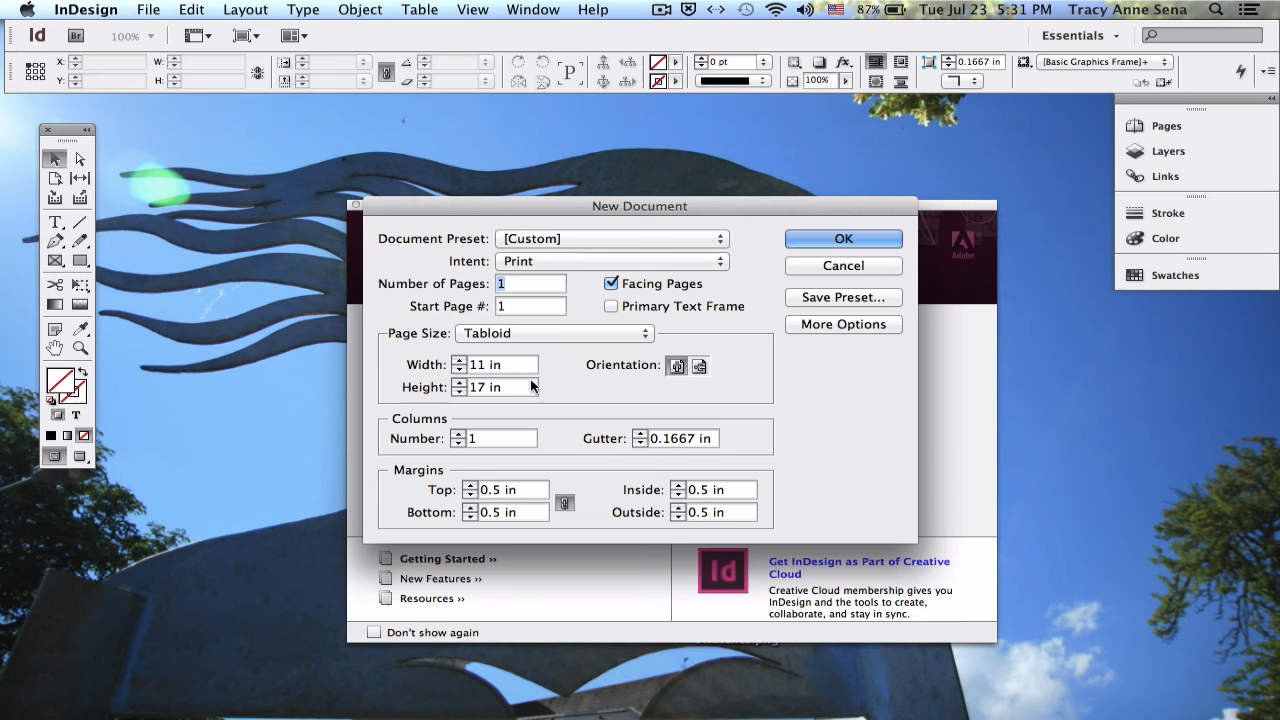 InDesign File Edit Layout Type Object Table View Window Help 87% Tue Jul 23 5:31 PM Tracy Anne Sena
Id Br 100% Essentials
X: W: 0 pt fx. 0.1667 in [Basic Graphics Frame]+
Y: H: P 100%
Pages
Layers
Links
Stroke
Color
Swatches
T
T
New Document
Document Preset: [Custom] OK
Adobe
Intent: Print Cancel
Number of Pages: 1 Facing Pages
Save Preset...
Start Page #: 1 Primary Text Frame
More Options
Page Size: Tabloid
Width: 11 in Orientation:
Height: 17 in
Columns
Number: 1 Gutter: 0.1667 in
Margins
Top: 0.5 in Inside: 0.5 in
Bottom: 0.5 in Outside: 0.5 in
Getting Started ››
New Features ››
Resources ››
Id
Get InDesign as Part of Creative
Cloud
Creative Cloud membership gives you
InDesign and the tools to create,
collaborate, and stay in sync.
Don't show again